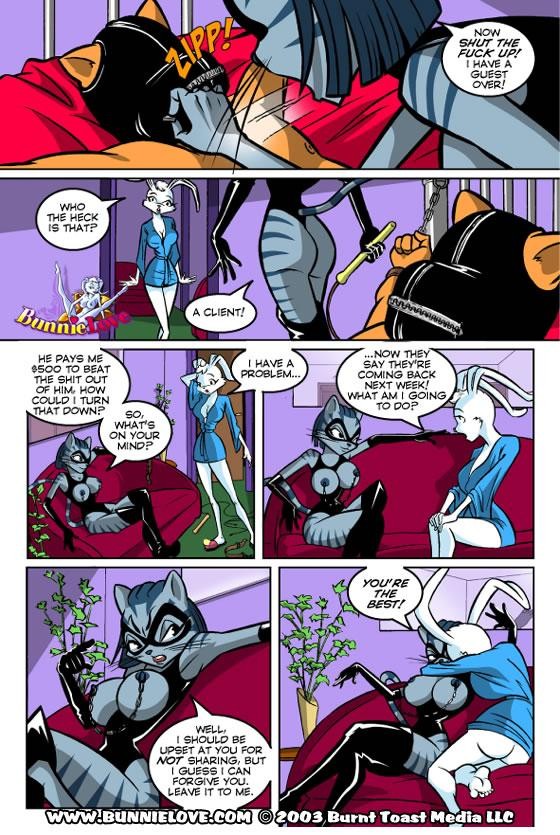 ZIPP!
NOW
SHUT THE
FUCK UP!
I HAVE A
GUEST
OVER!
WHO
THE HECK
IS THAT?
Bunnie Love
A CLIENT!
HE PAYS ME
$500 TO BEAT
THE SHIT OUT
OF HIM, HOW
COULD I TURN
THAT DOWN?
SO,
WHAT'S
ON YOUR
MIND?
I HAVE A
PROBLEM...
...NOW THEY
SAY THEY'RE
COMING BACK
NEXT WEEK!
WHAT AM I GOING
TO DO?
WELL,
I SHOULD BE
UPSET AT YOU FOR
NOT SHARING, BUT
I GUESS I CAN
FORGIVE YOU.
LEAVE IT TO ME.
YOU'RE
THE
BEST!
WWW.BUNNIELOVE.COM © 2003 Burnt Toast Media LLC